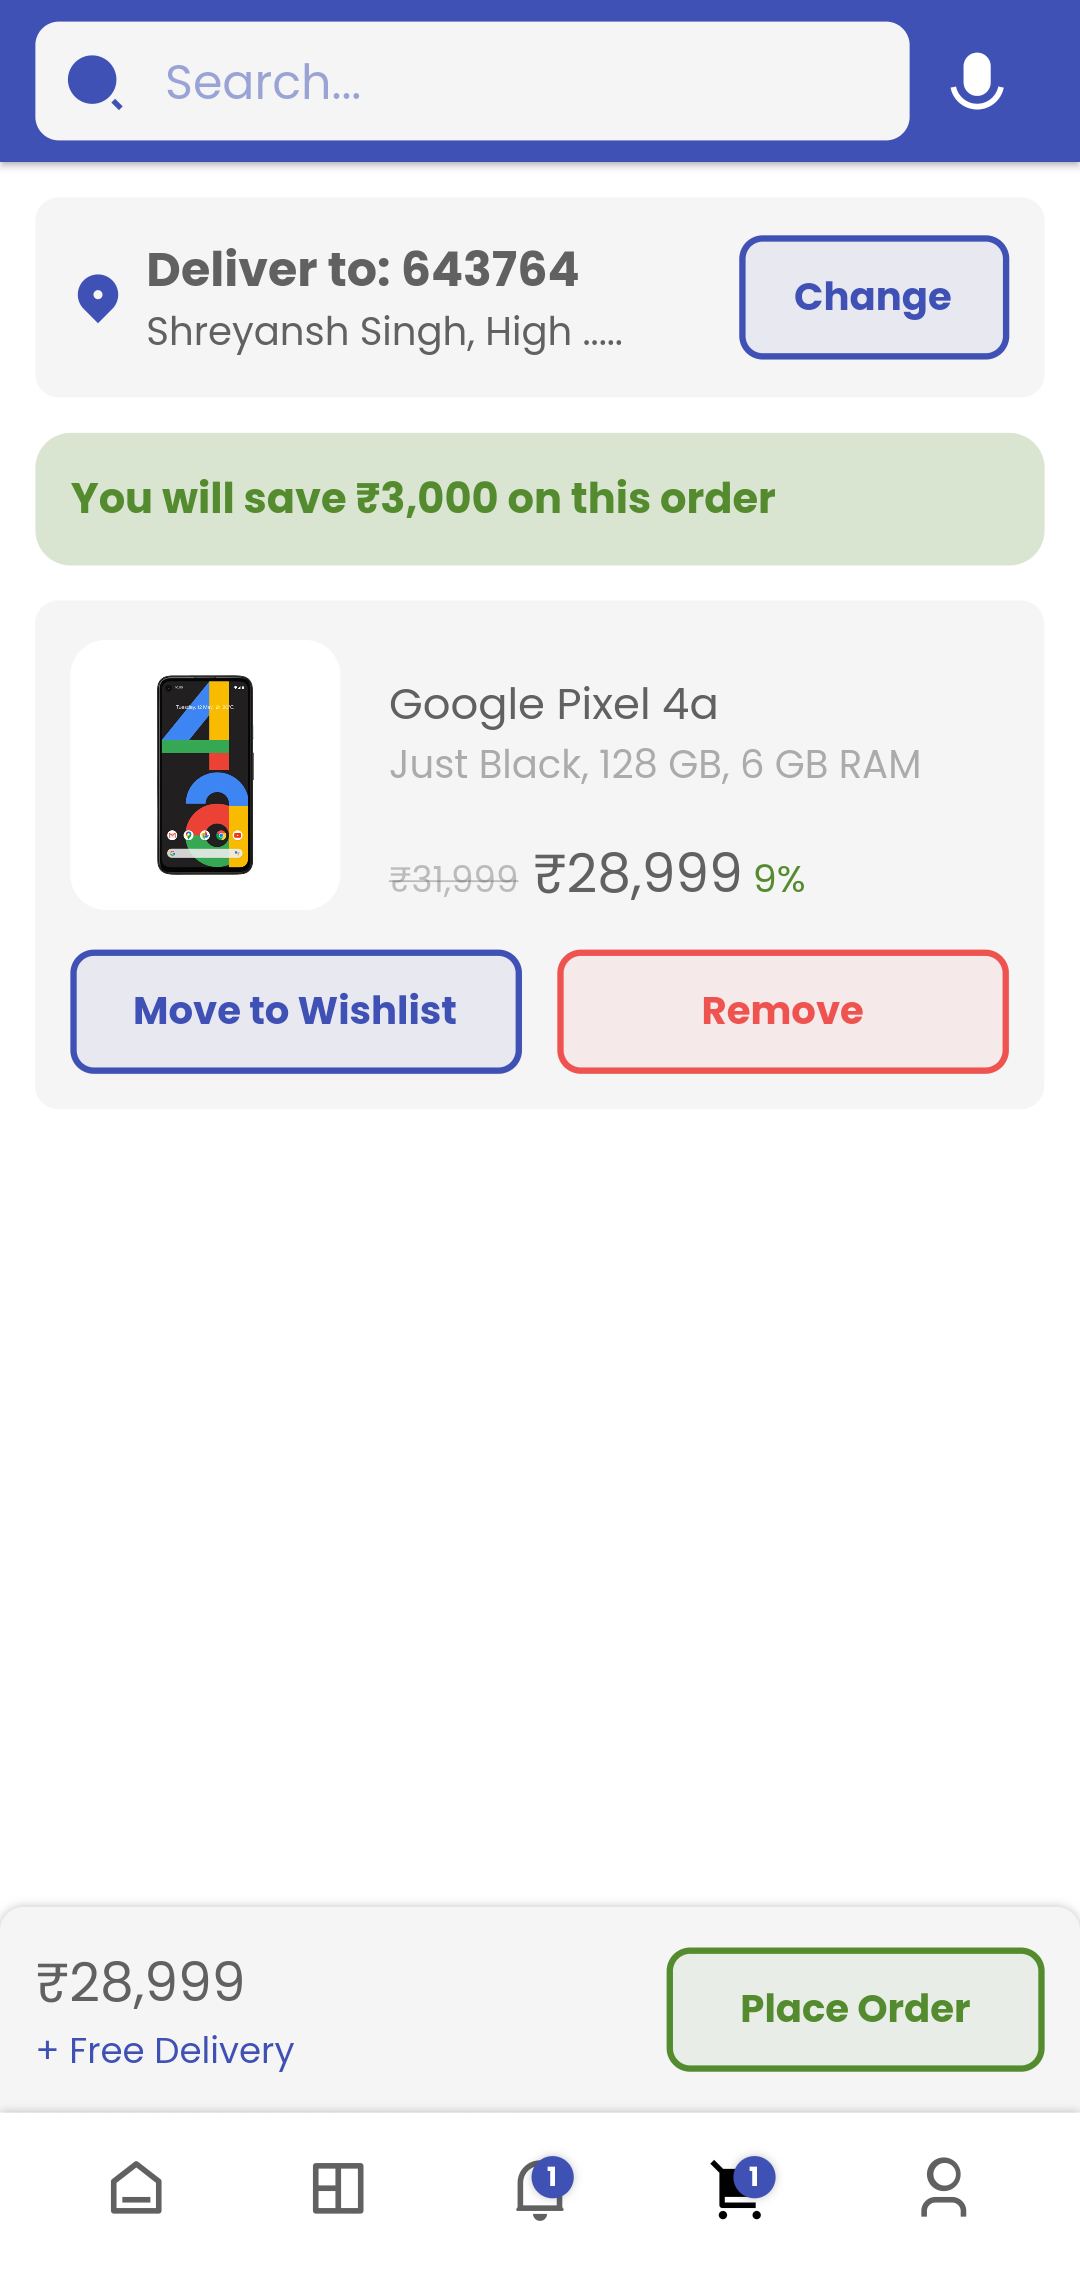 Search...
Deliver to: 643764
Shreyansh Singh, High .....
Change
You will save ₹3,000 on this order
Google Pixel 4a
Just Black, 128 GB, 6 GB RAM
₹31,999 ₹28,999 9%
Move to Wishlist
Remove
₹28,999
+ Free Delivery
Place Order
1
1